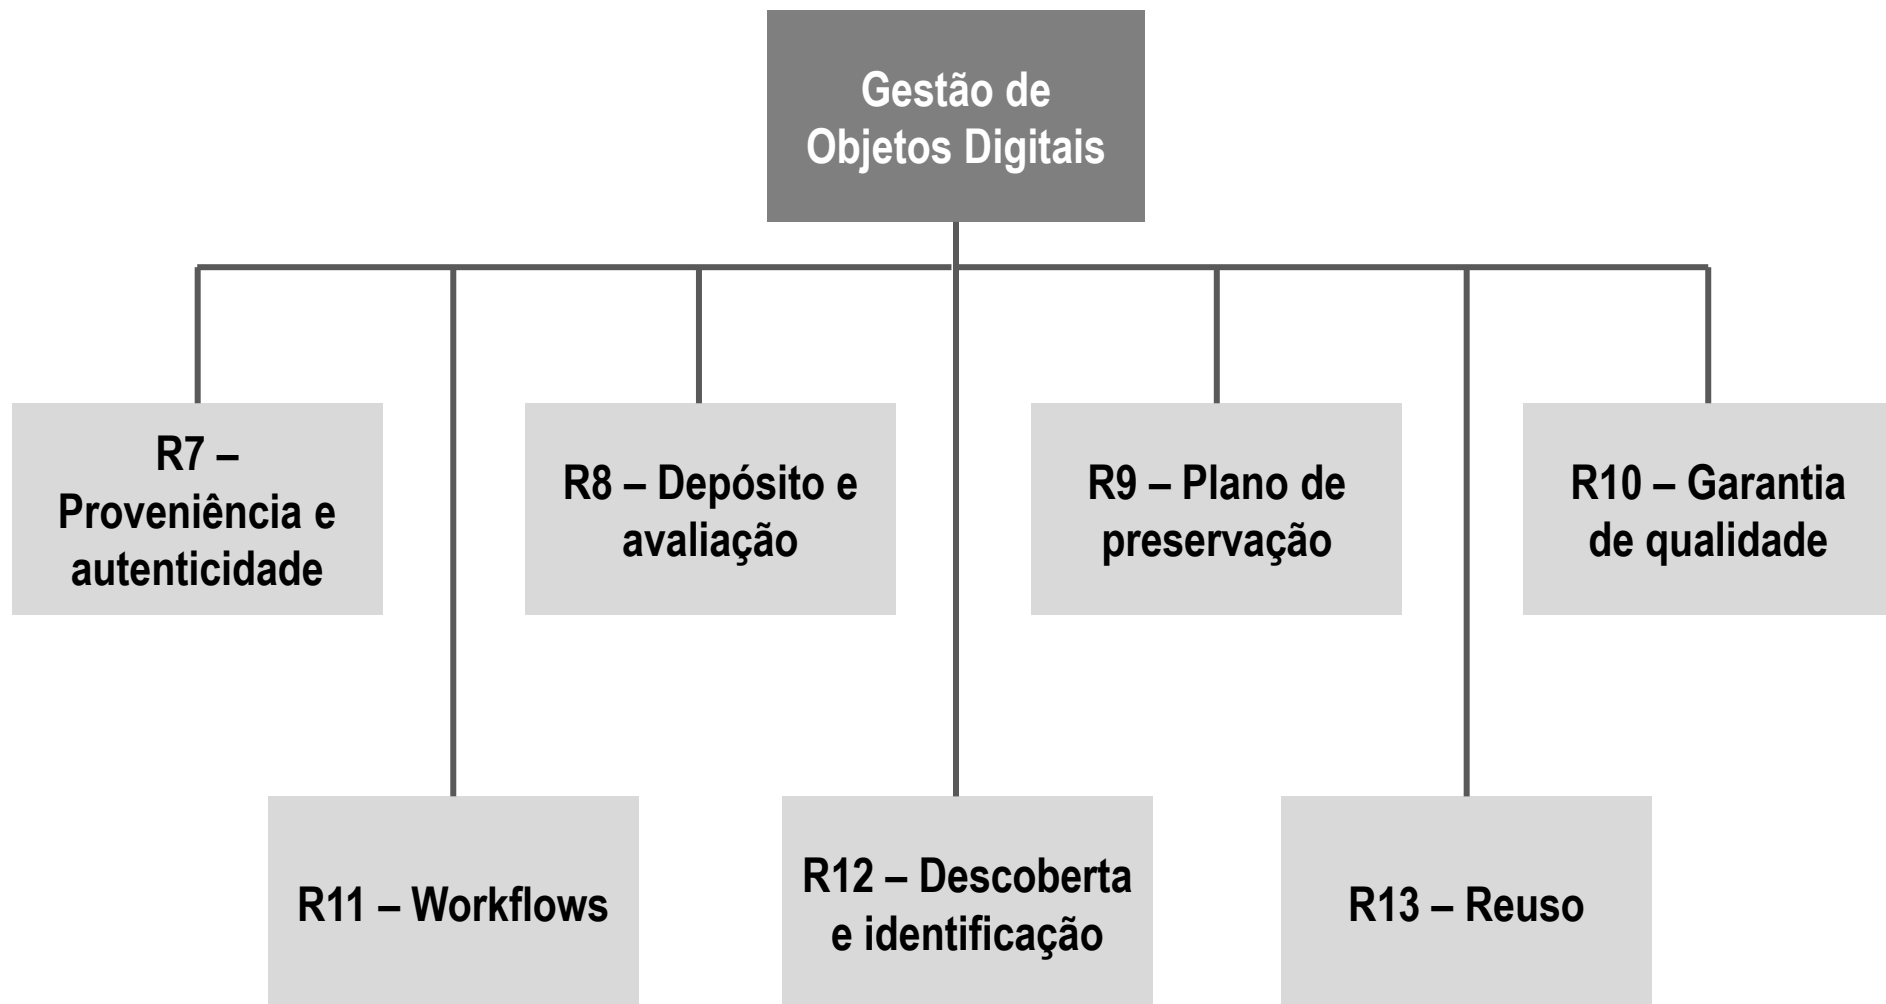 Gestão de
Objetos Digitais
R7 –
Proveniência e
autenticidade
R8 – Depósito e
avaliação
R9 – Plano de
preservação
R10 – Garantia
de qualidade
R11 – Workflows
R12 – Descoberta
e identificação
R13 – Reuso